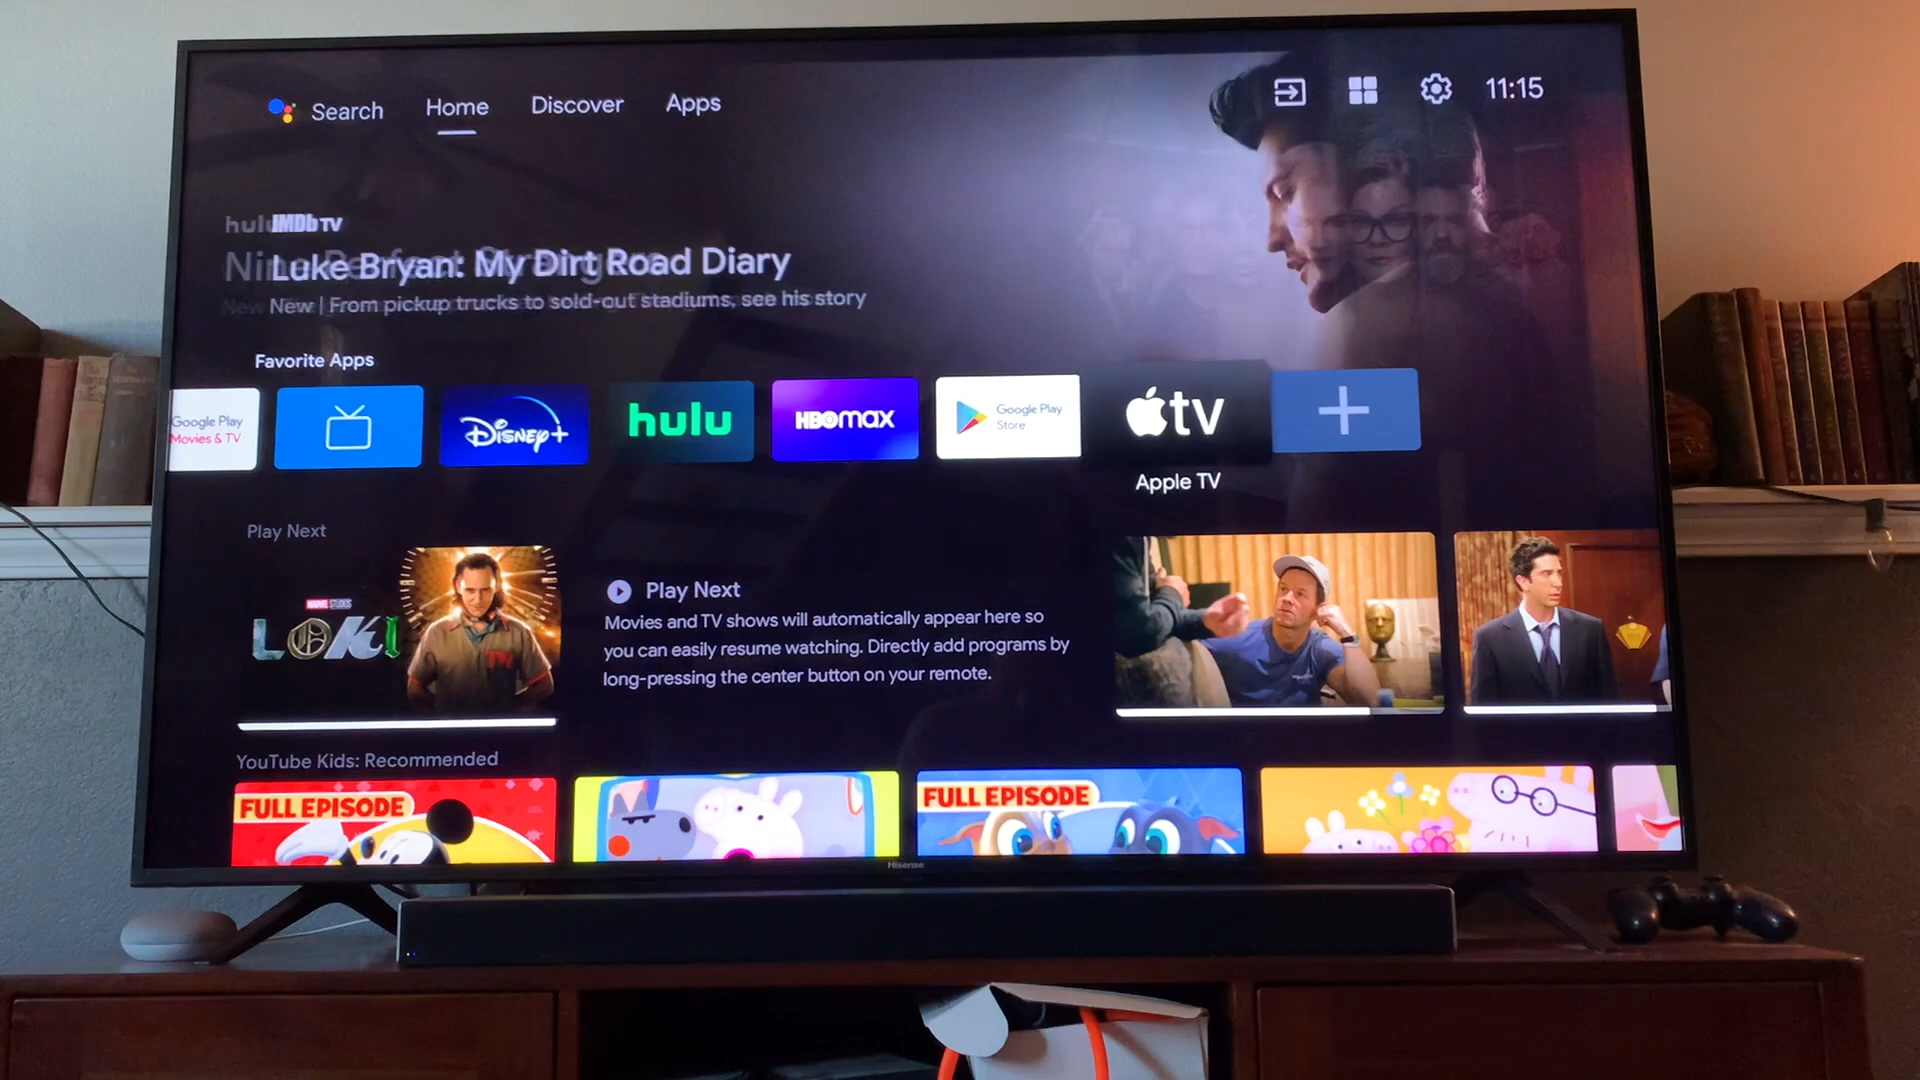 Search Home Discover Apps 11:15
hulu IMDb TV
Luke Bryan: My Dirt Road Diary
New | From pickup trucks to sold-out stadiums, see his story
Favorite Apps
Google Play
Movies & TV
Disney+
hulu
HBOMAX
Google Play
Store
tv
Apple TV
Play Next
MARVEL STUDIOS
LOKI
Play Next
Movies and TV shows will automatically appear here so
you can easily resume watching. Directly add programs by
long-pressing the center button on your remote.
YouTube Kids: Recommended
FULL EPISODE
FULL EPISODE
Hisense